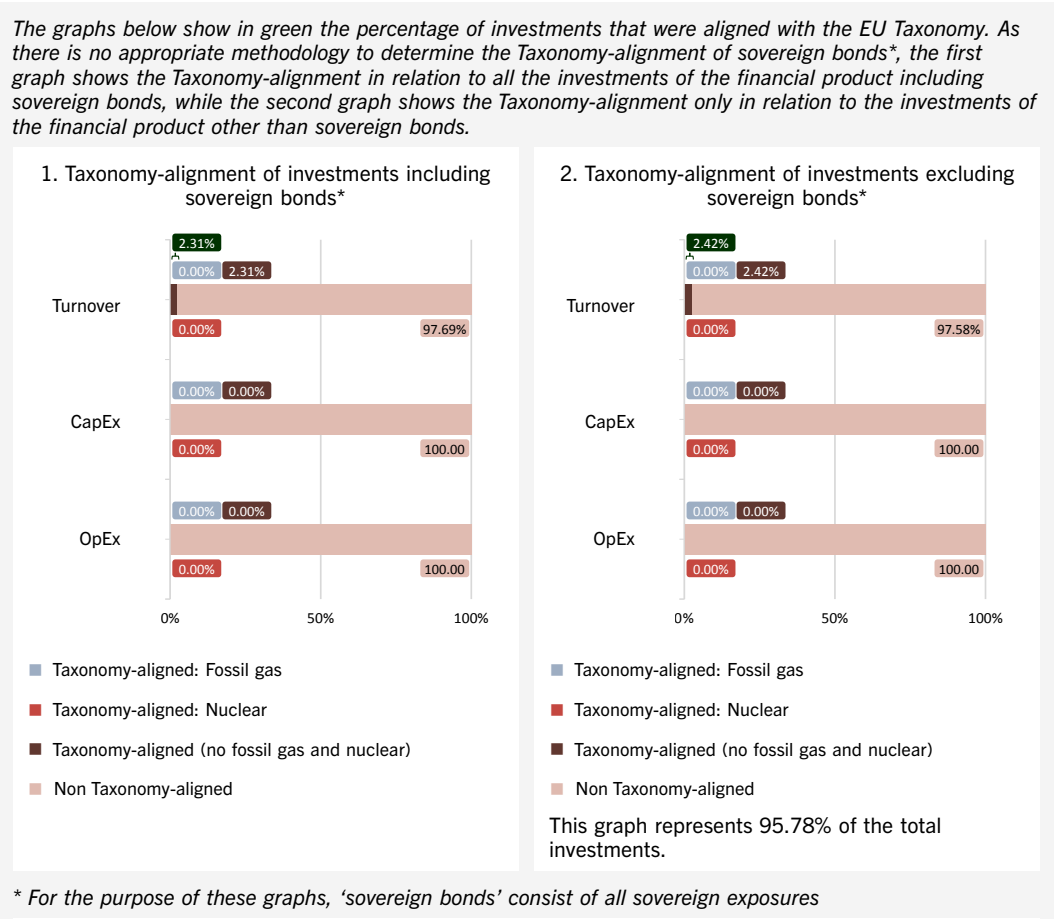 The graphs below show in green the percentage of investments that were aligned with the EU Taxonomy. As
there is no appropriate methodology to determine the Taxonomy-alignment of sovereign bonds*, the first
graph shows the Taxonomy-alignment in relation to all the investments of the financial product including
sovereign bonds, while the second graph shows the Taxonomy-alignment only in relation to the investments of
the financial product other than sovereign bonds.
1. Taxonomy-alignment of investments including
sovereign bonds*
2.31%
0.00% 2.31%
Turnover
0.00% 97.69%
0.00% 0.00%
CapEx
0.00% 100.00
0.00% 0.00%
OpEx
0.00% 100.00
0% 50% 100%
Taxonomy-aligned: Fossil gas
Taxonomy-aligned: Nuclear
Taxonomy-aligned (no fossil gas and nuclear)
Non Taxonomy-aligned
2. Taxonomy-alignment of investments excluding
sovereign bonds*
2.42%
0.00% 2.42%
Turnover
0.00% 97.58%
0.00% 0.00%
CapEx
0.00% 100.00
0.00% 0.00%
OpEx
0.00% 100.00
0% 50% 100%
Taxonomy-aligned: Fossil gas
Taxonomy-aligned: Nuclear
Taxonomy-aligned (no fossil gas and nuclear)
Non Taxonomy-aligned
This graph represents 95.78% of the total
investments.
* For the purpose of these graphs, ‘sovereign bonds’ consist of all sovereign exposures